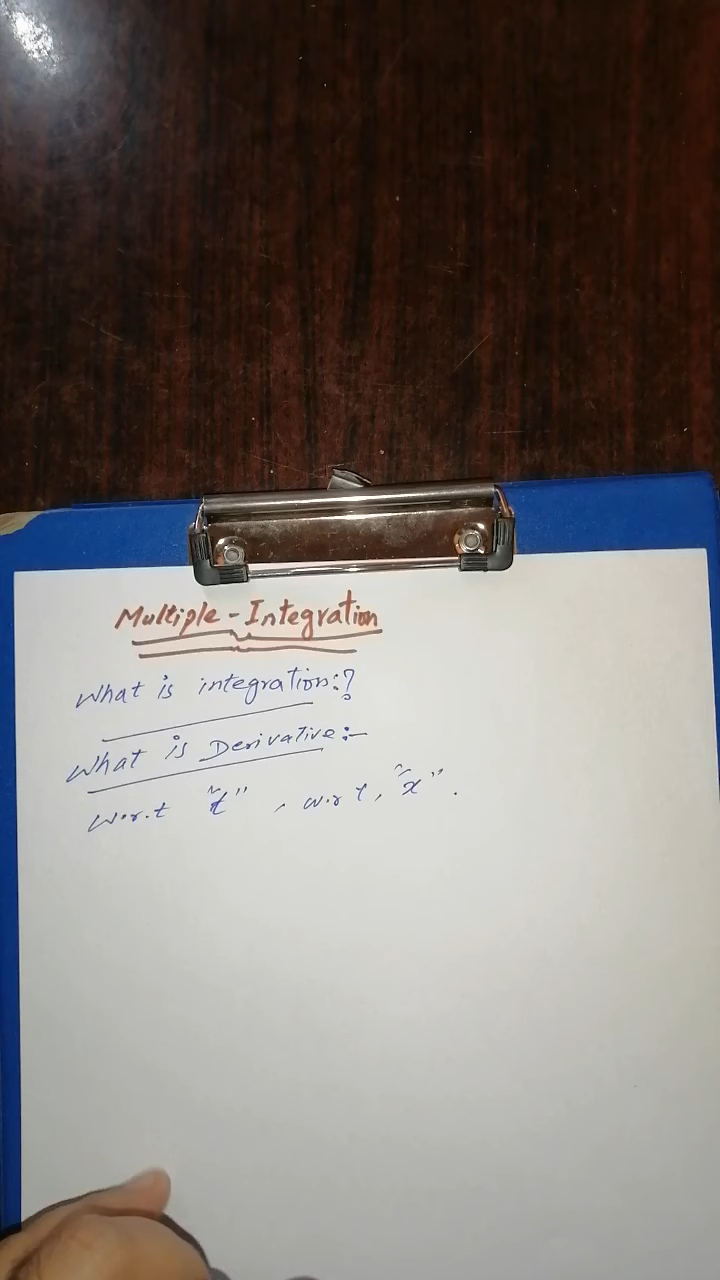 Multiple-Integration
What is integration:?
What is Derivative:-
w.r.t "t" , w.r.t, "x".